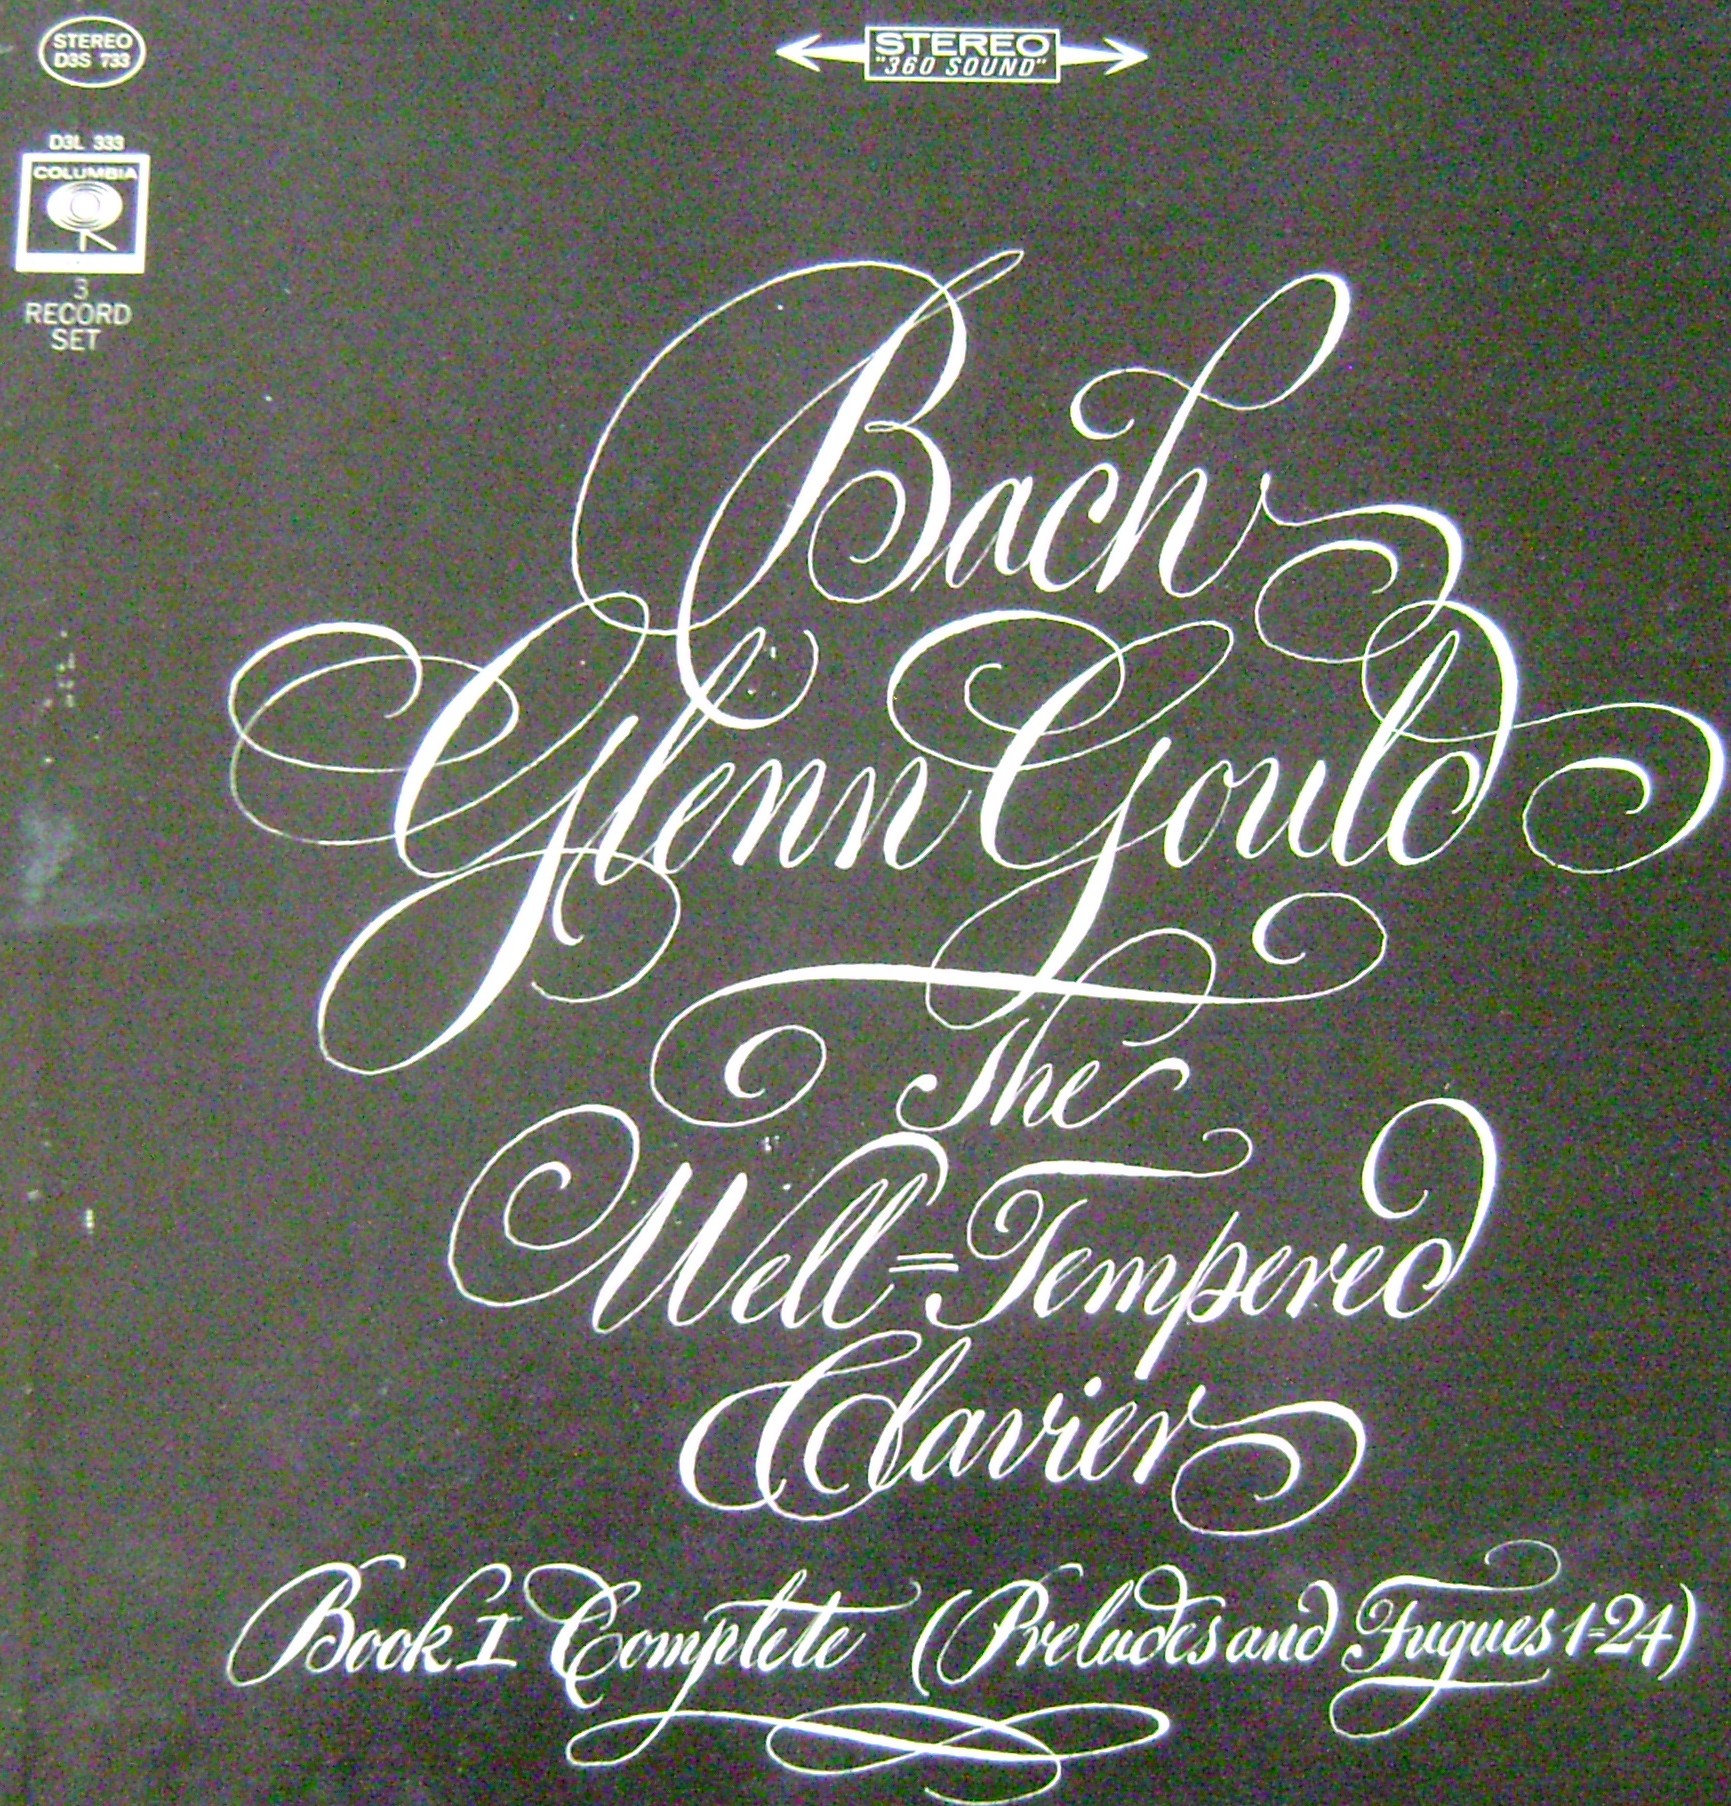 STEREO
D3S 733
STEREO
"360 SOUND"
D3L 333
COLUMBIA
3
RECORD
SET
Bach
Glenn Gould
The
Well=Tempered
Clavier
Book I Complete (Preludes and Fugues 1=24)